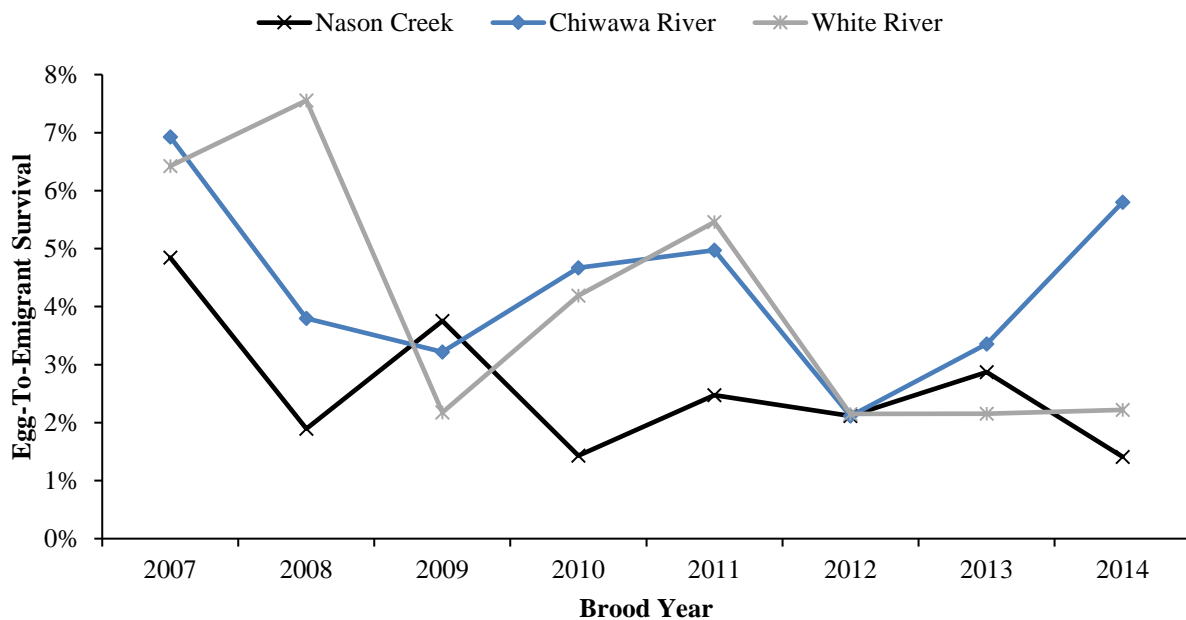 Nason Creek Chiwawa River White River
8%
7%
6%
5%
4%
3%
2%
1%
0%
Egg-To-Emigrant Survival
2007 2008 2009 2010 2011 2012 2013 2014
Brood Year